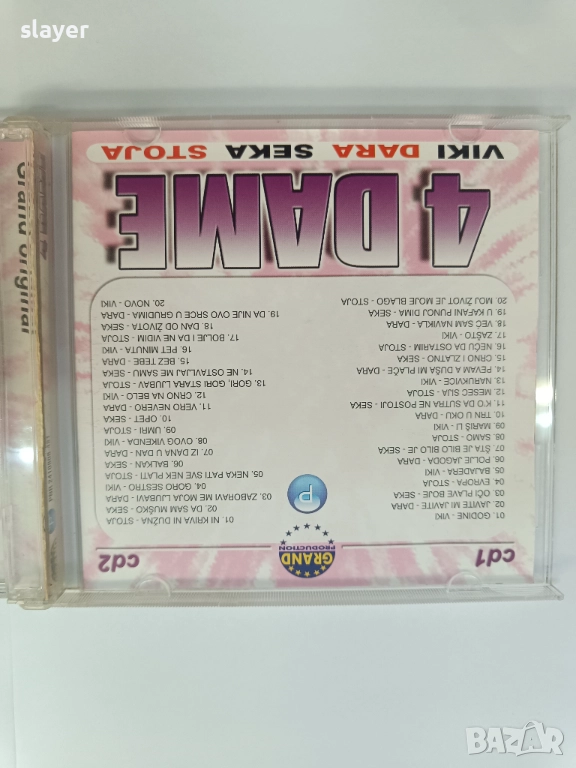 slayer
Grand original
cd1
cd2
GRAND
PRODUCTION
P
01. GODINE - VIKI
02. JAVITE MI JAVITE - DARA
03. OČI PLAVE BOJE - SEKA
04. EVROPA - STOJA
05. BAJADERA - VIKI
06. POLJE JAGODA - DARA
07. ŠTA JE BILO BILO JE - SEKA
08. SAMO - STOJA
09. MARIŠ LI - VIKI
10. TRN U OKU - DARA
11. K'O DA SUTRA NE POSTOJI - SEKA
12. MESEC SIJA - STOJA
13. NARUKVICE - VIKI
14. PEVAM A DUŠA MI PLAČE - DARA
15. CRNO I ZLATNO - SEKA
16. NEĆU DA OSTARIM - STOJA
17. ZAŠTO - VIKI
18. VEĆ SAM NAVIKLA - DARA
19. U KAFANI PUNOJ DIMA - SEKA
20. MOJ ŽIVOT JE MOJE BLAGO - STOJA
01. NI KRIVA NI DUŽNA - STOJA
02. DA SAM MUŠKO - SEKA
03. ZABORAVI ME MOJA LJUBAVI - DARA
04. GORO SESTRO - VIKI
05. NEKA PATI SVE NEK PLATI - STOJA
06. BALKAN - SEKA
07. IZ DANA U DAN - DARA
08. OVOG VIKENDA - VIKI
09. UMRI - STOJA
10. OPET - SEKA
11. VERO NEVERO - DARA
12. CRNO NA BELO - VIKI
13. GORI, GORI STARA LJUBAV - STOJA
14. NE OSTAVLJAJ ME SAMU - SEKA
15. BEZ TEBE - DARA
16. PET MINUTA - VIKI
17. BOLJE I DA NE VIDIM - STOJA
18. DAN OD ŽIVOTA - SEKA
19. DA NIJE OVO SRCE U GRUDIMA - DARA
20. NOVO - VIKI
4 DAME
VIKI DARA SEKA STOJA
BAZAR